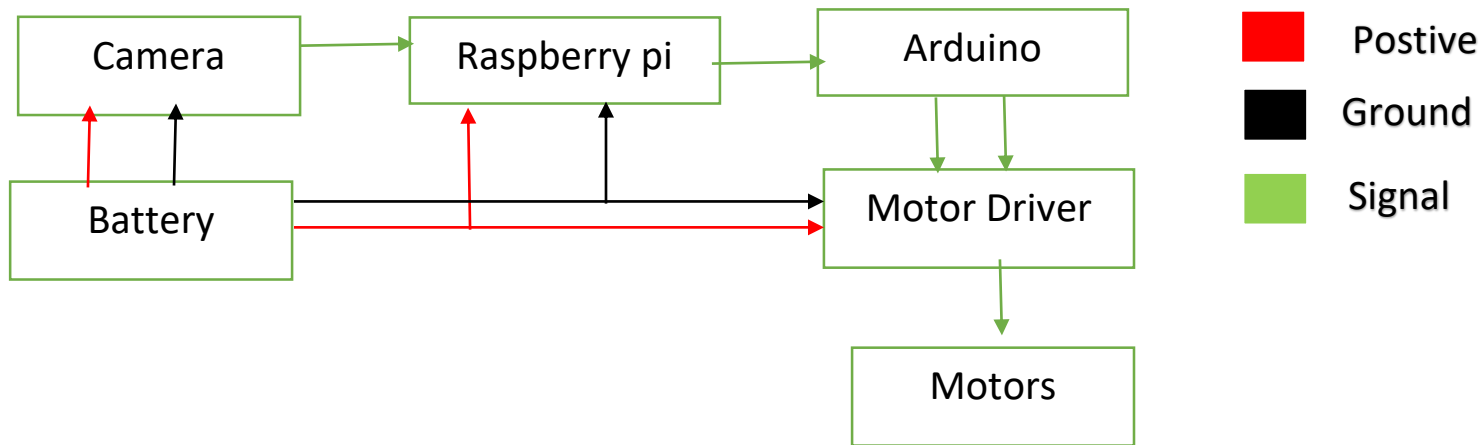 Camera
Raspberry pi
Arduino
Postive
Ground
Signal
Battery
Motor Driver
Motors